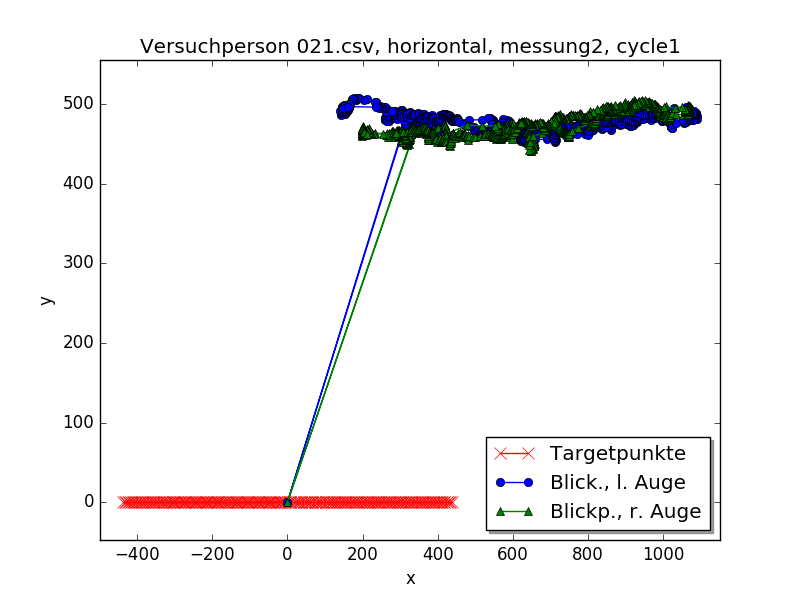 Versuchperson 021.csv, horizontal, messung2, cycle1
500
400
300
200
100
0
y
−400
−200
0
200
400
600
800
1000
x
Targetpunkte
Blick., l. Auge
Blickp., r. Auge